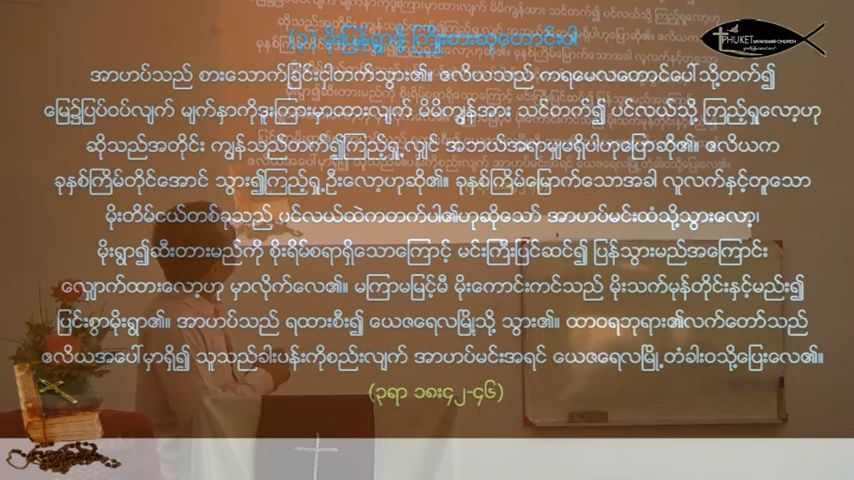 (၃) မိုးပြန်ရွာဖို့ ကြိုးစားဆုတောင်းပါ
PHUKET MYANMAR CHURCH
အာဟပ်သည် စားသောက်ခြင်းငှါတက်သွား၏။ ဧလိယသည် ကရမေလတောင်ပေါ်သို့တက်၍
မြေ၌ပြပ်ဝပ်လျက် မျက်နှာကိုဒူးကြားမှာထားလျက် မိမိကျွန်အား သင်တက်၍ ပင်လယ်သို့ ကြည့်ရှုလော့ဟု
ဆိုသည်အတိုင်း ကျွန်သည်တက်၍ကြည့်ရှု့လျှင် အဘယ်အရာမျှမရှိပါဟုပြောဆို၏။ ဧလိယက
ခုနစ်ကြိမ်တိုင်အောင် သွား၍ကြည့်ရှု့ဦးလော့ဟုဆို၏။ ခုနစ်ကြိမ်မြောက်သောအခါ လူလက်နှင့်တူသော
မိုးတိမ်ငယ်တစ်ခုသည် ပင်လယ်ထဲကတက်ပါ၏ဟုဆိုသော် အာဟပ်မင်းထံသို့သွားလော့၊
မိုးရွာ၍ဆီးတားမည်ကို စိုးရိမ်စရာရှိသောကြောင့် မင်းကြီးပြင်ဆင်၍ ပြန်သွားမည်အကြောင်း
လျှောက်ထားလောဟု မှာလိုက်လေ၏။ မကြာမမြင့်မီ မိုးကောင်းကင်သည် မိုးသက်မုန်တိုင်းနှင့်မည်း၍
ပြင်းစွာမိုးရွာ၏။ အာဟပ်သည် ရထားစီး၍ ယေဇရေလမြို့သို့ သွား၏။ ထာဝရဘုရား၏လက်တော်သည်
ဧလိယအပေါ်မှာရှိ၍ သူသည်ခါးပန်းကိုစည်းလျက် အာဟပ်မင်းအရင် ယေဇရေလမြို့တံခါးဝသို့ပြေးလေ၏။
(၃ရာ ၁၈း၄၂-၄၆)